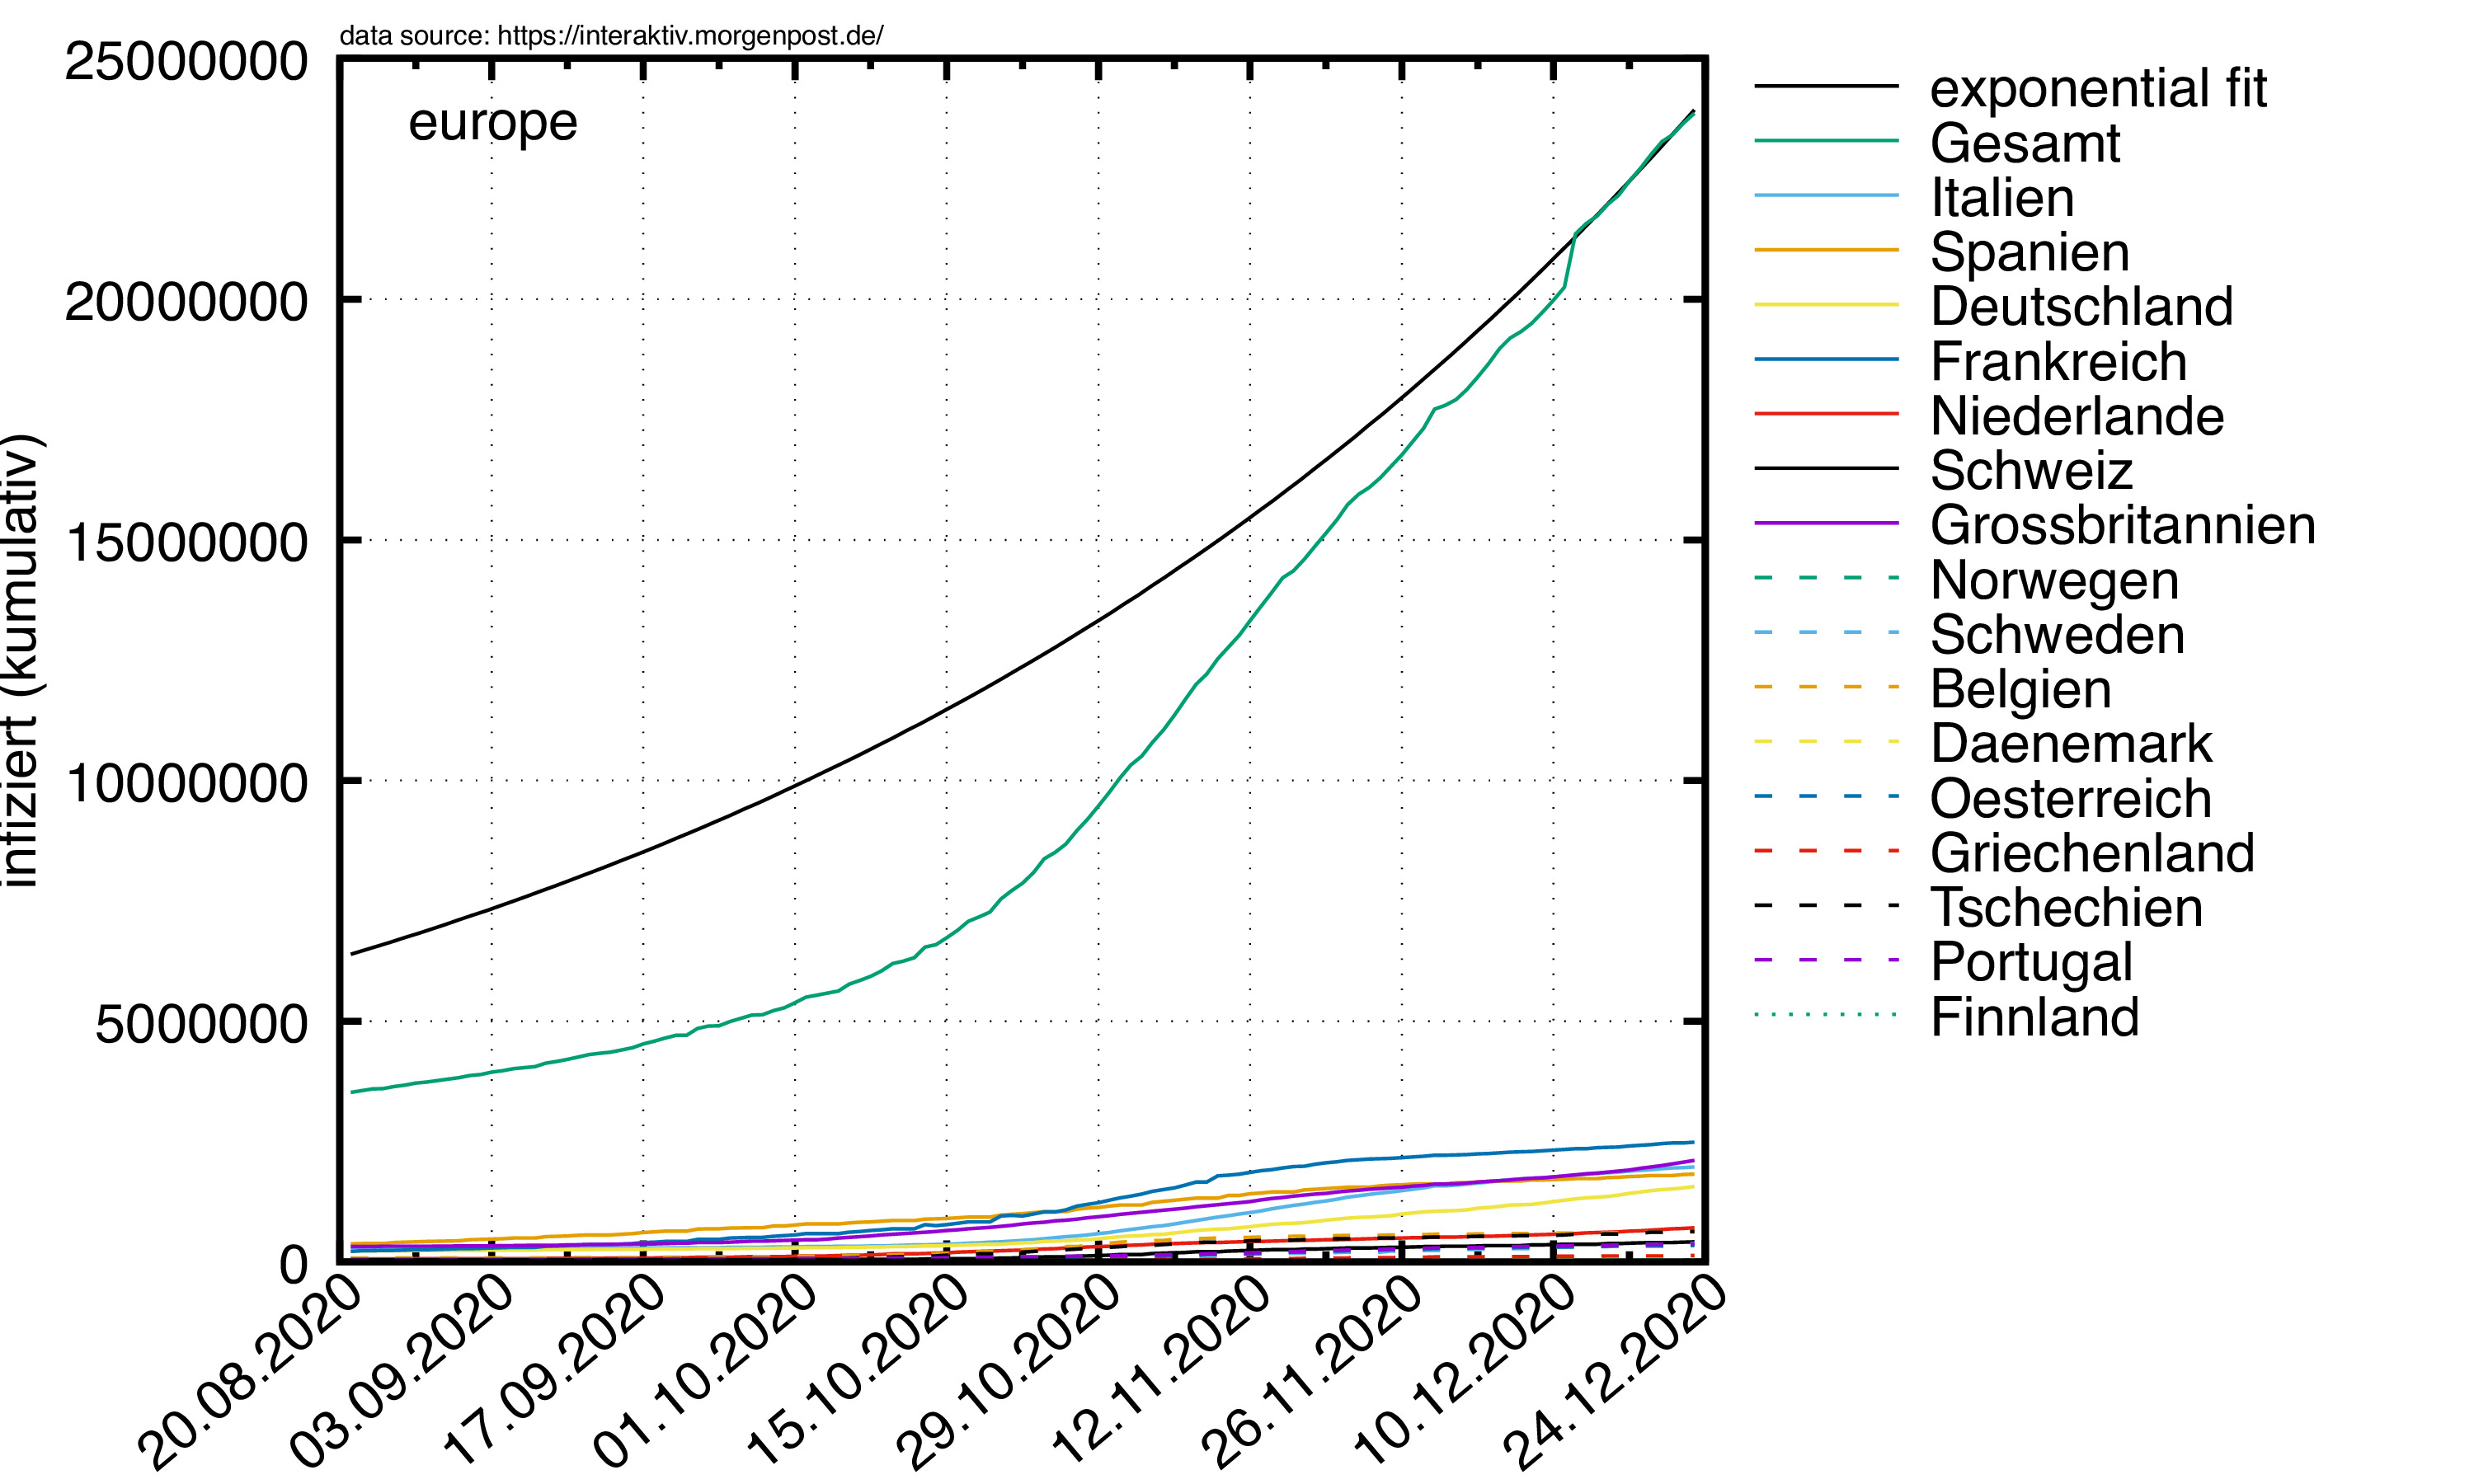 data source: https://interaktiv.morgenpost.de/
25000000
20000000
15000000
10000000
5000000
0
infiziert (kumulativ)
europe
20.08.2020
03.09.2020
17.09.2020
01.10.2020
15.10.2020
29.10.2020
12.11.2020
26.11.2020
10.12.2020
24.12.2020
exponential fit
Gesamt
Italien
Spanien
Deutschland
Frankreich
Niederlande
Schweiz
Grossbritannien
Norwegen
Schweden
Belgien
Daenemark
Oesterreich
Griechenland
Tschechien
Portugal
Finnland